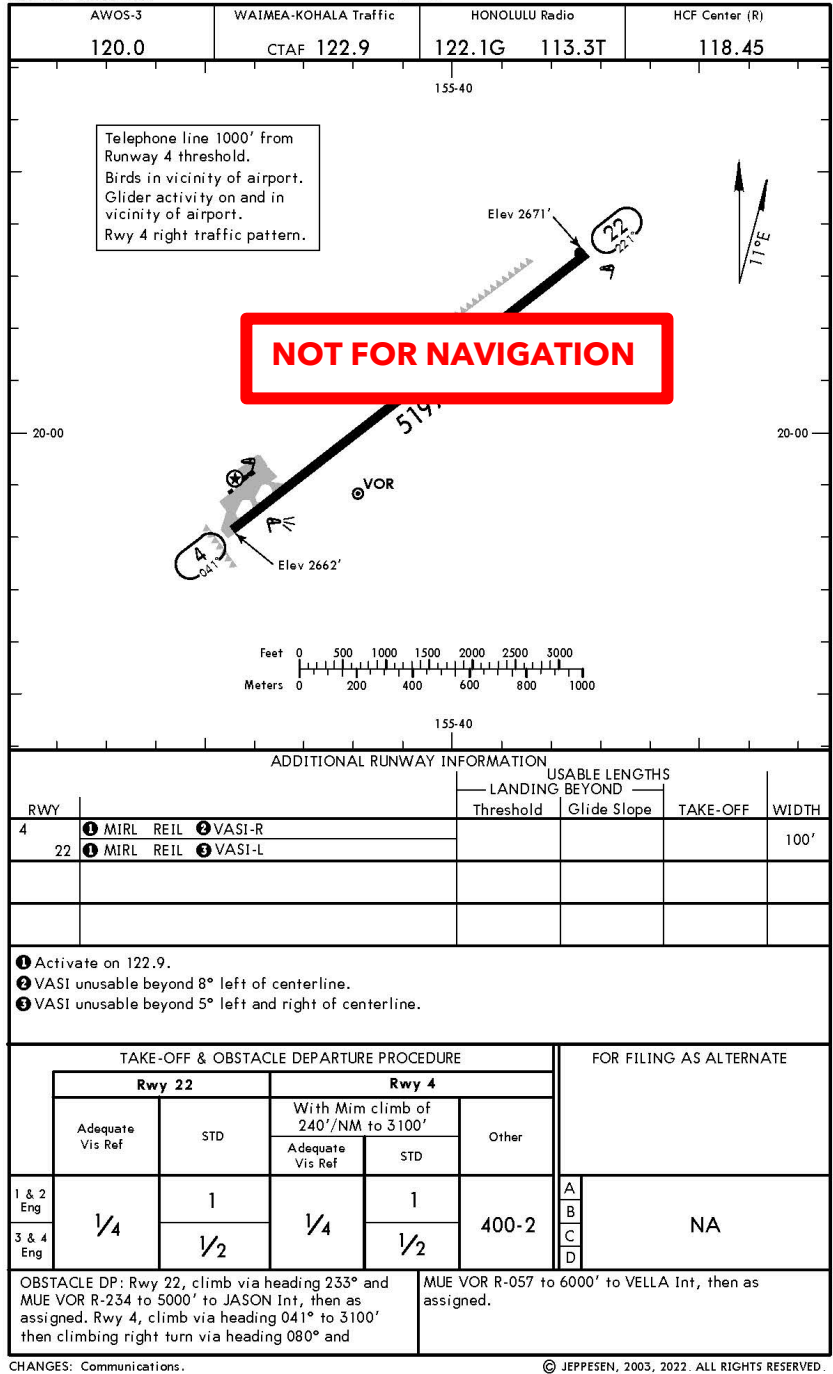 AWOS-3
120.0
WAIMEA-KOHALA Traffic
CTAF 122.9
HONOLULU Radio
122.1G 113.3T
HCF Center (R)
118.45
155-40
Telephone line 1000' from
Runway 4 threshold.
Birds in vicinity of airport.
Glider activity on and in
vicinity of airport.
Rwy 4 right traffic pattern.
Elev 2671'
22
221°
11°E
NOT FOR NAVIGATION
20-00
20-00
VOR
4
041°
Elev 2662'
Feet 0 500 1000 1500 2000 2500 3000
Meters 0 200 400 600 800 1000
155-40
ADDITIONAL RUNWAY INFORMATION
USABLE LENGTHS
LANDING BEYOND
RWY Threshold Glide Slope TAKE-OFF WIDTH
4 ❶ MIRL REIL ❷ VASI-R
22 ❶ MIRL REIL ❸ VASI-L
100'
❶ Activate on 122.9.
❷ VASI unusable beyond 8° left of centerline.
❸ VASI unusable beyond 5° left and right of centerline.
TAKE-OFF & OBSTACLE DEPARTURE PROCEDURE
FOR FILING AS ALTERNATE
Rwy 22
Rwy 4
Adequate
Vis Ref
STD
With Mim climb of
240'/NM to 3100'
Adequate
Vis Ref
STD
Other
1 & 2
Eng
3 & 4
Eng
1/4
1
1/2
1/4
1
1/2
400-2
A
B
C
D
NA
OBSTACLE DP: Rwy 22, climb via heading 233° and
MUE VOR R-234 to 5000' to JASON Int, then as
assigned. Rwy 4, climb via heading 041° to 3100'
then climbing right turn via heading 080° and
MUE VOR R-057 to 6000' to VELLA Int, then as
assigned.
CHANGES: Communications.
© JEPPESEN, 2003, 2022. ALL RIGHTS RESERVED.